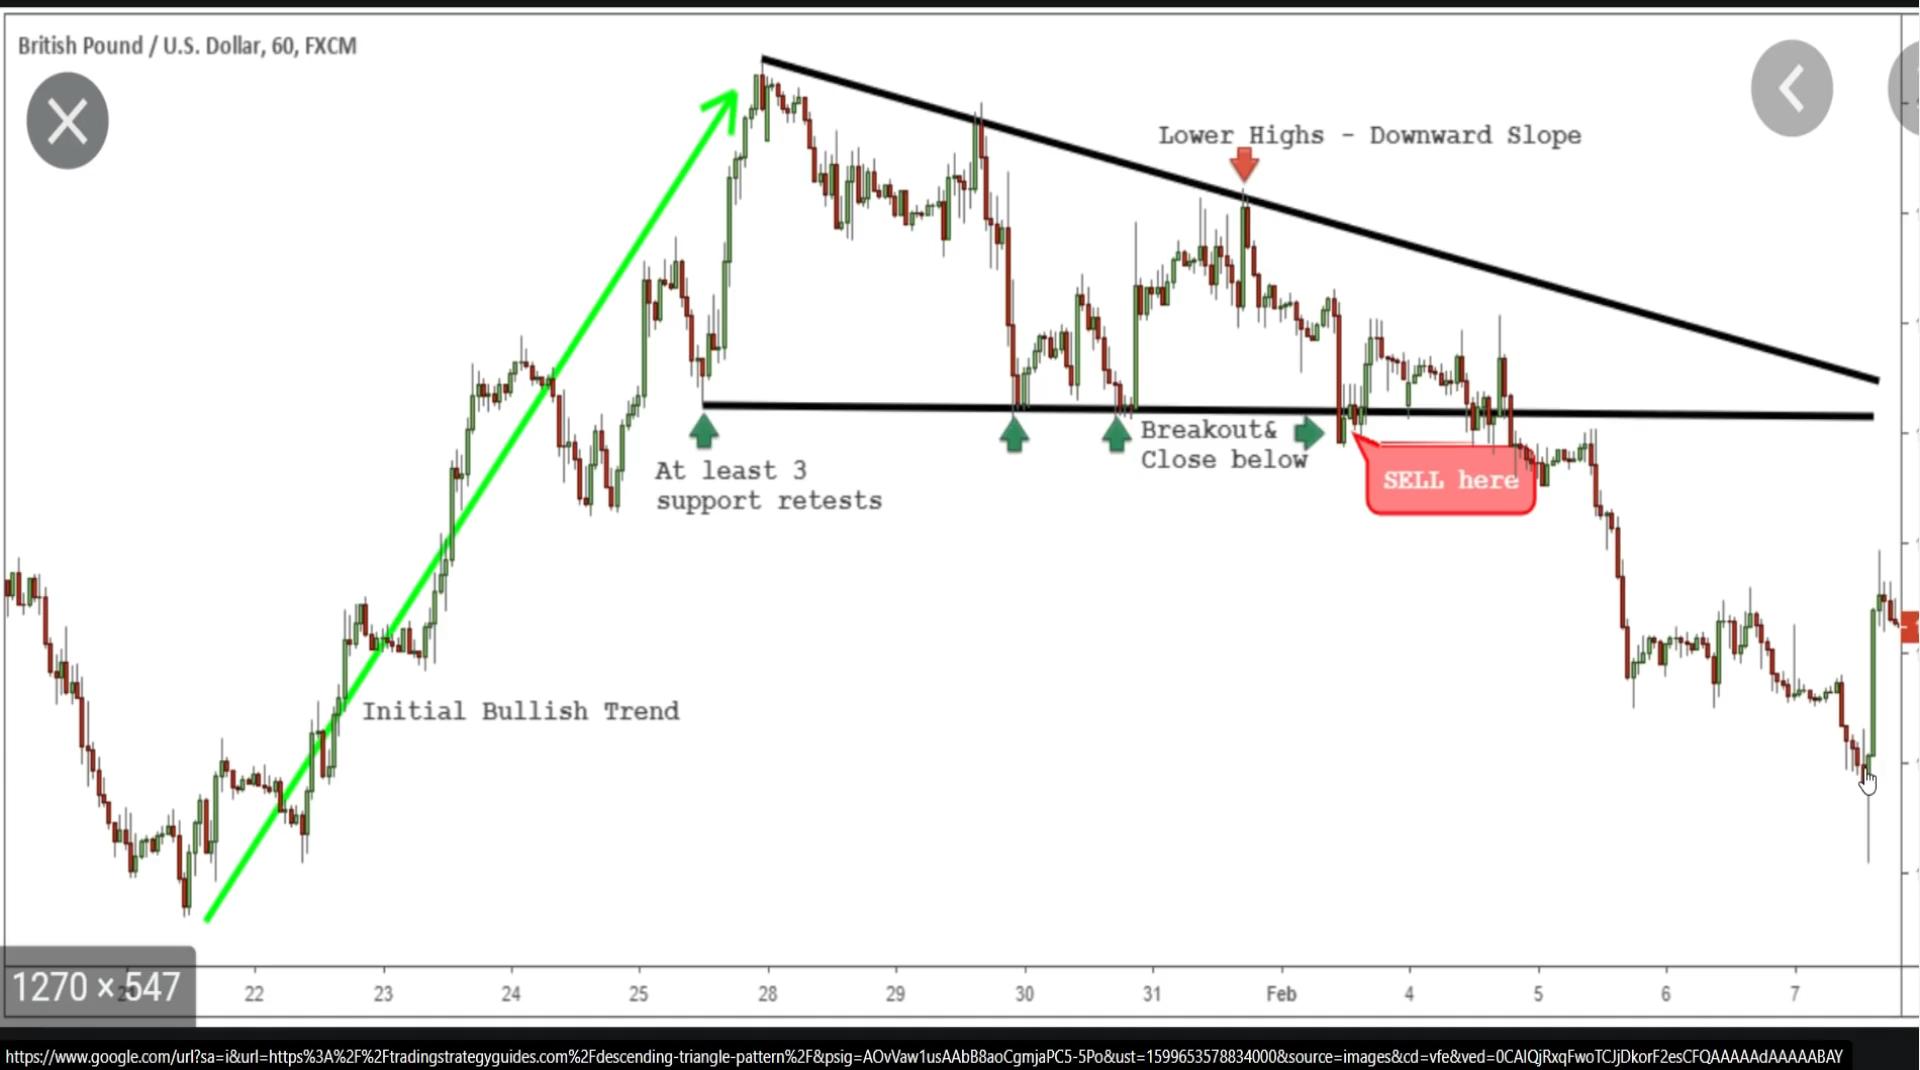 British Pound / U.S. Dollar, 60, FXCM
Lower Highs - Downward Slope
Breakout&
Close below
SELL here
At least 3
support retests
Initial Bullish Trend
1270 × 547
22 23 24 25 28 29 30 31 Feb 4 5 6 7
https://www.google.com/url?sa=i&url=https%3A%2F%2Ftradingstrategyguides.com%2Fdescending-triangle-pattern%2F&psig=AOvVaw1usAAbB8aoCgmjaPC5-5Po&ust=1599653578834000&source=images&cd=vfe&ved=0CAIQjRxqFwoTCJjDkorF2esCFQAAAAAdAAAAABAY